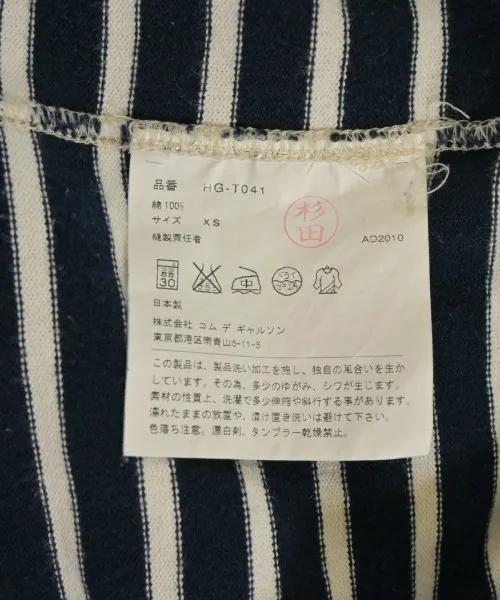 品番 HG-T041
綿100%
サイズ XS
縫製責任者 杉田 AD2010
30 中 ドライ
日本製
株式会社 コム デ ギャルソン
東京都港区南青山5-11-5
この製品は、製品洗い加工を施し、独自の風合いを生か
しています。その為、多少のゆがみ、シワが生じます。
素材の性質上、洗濯で多少伸縮や斜行する事があります。
濡れたままの放置や、漬け置き洗いは避けて下さい。
色落ち注意。漂白剤、タンブラー乾燥禁止。